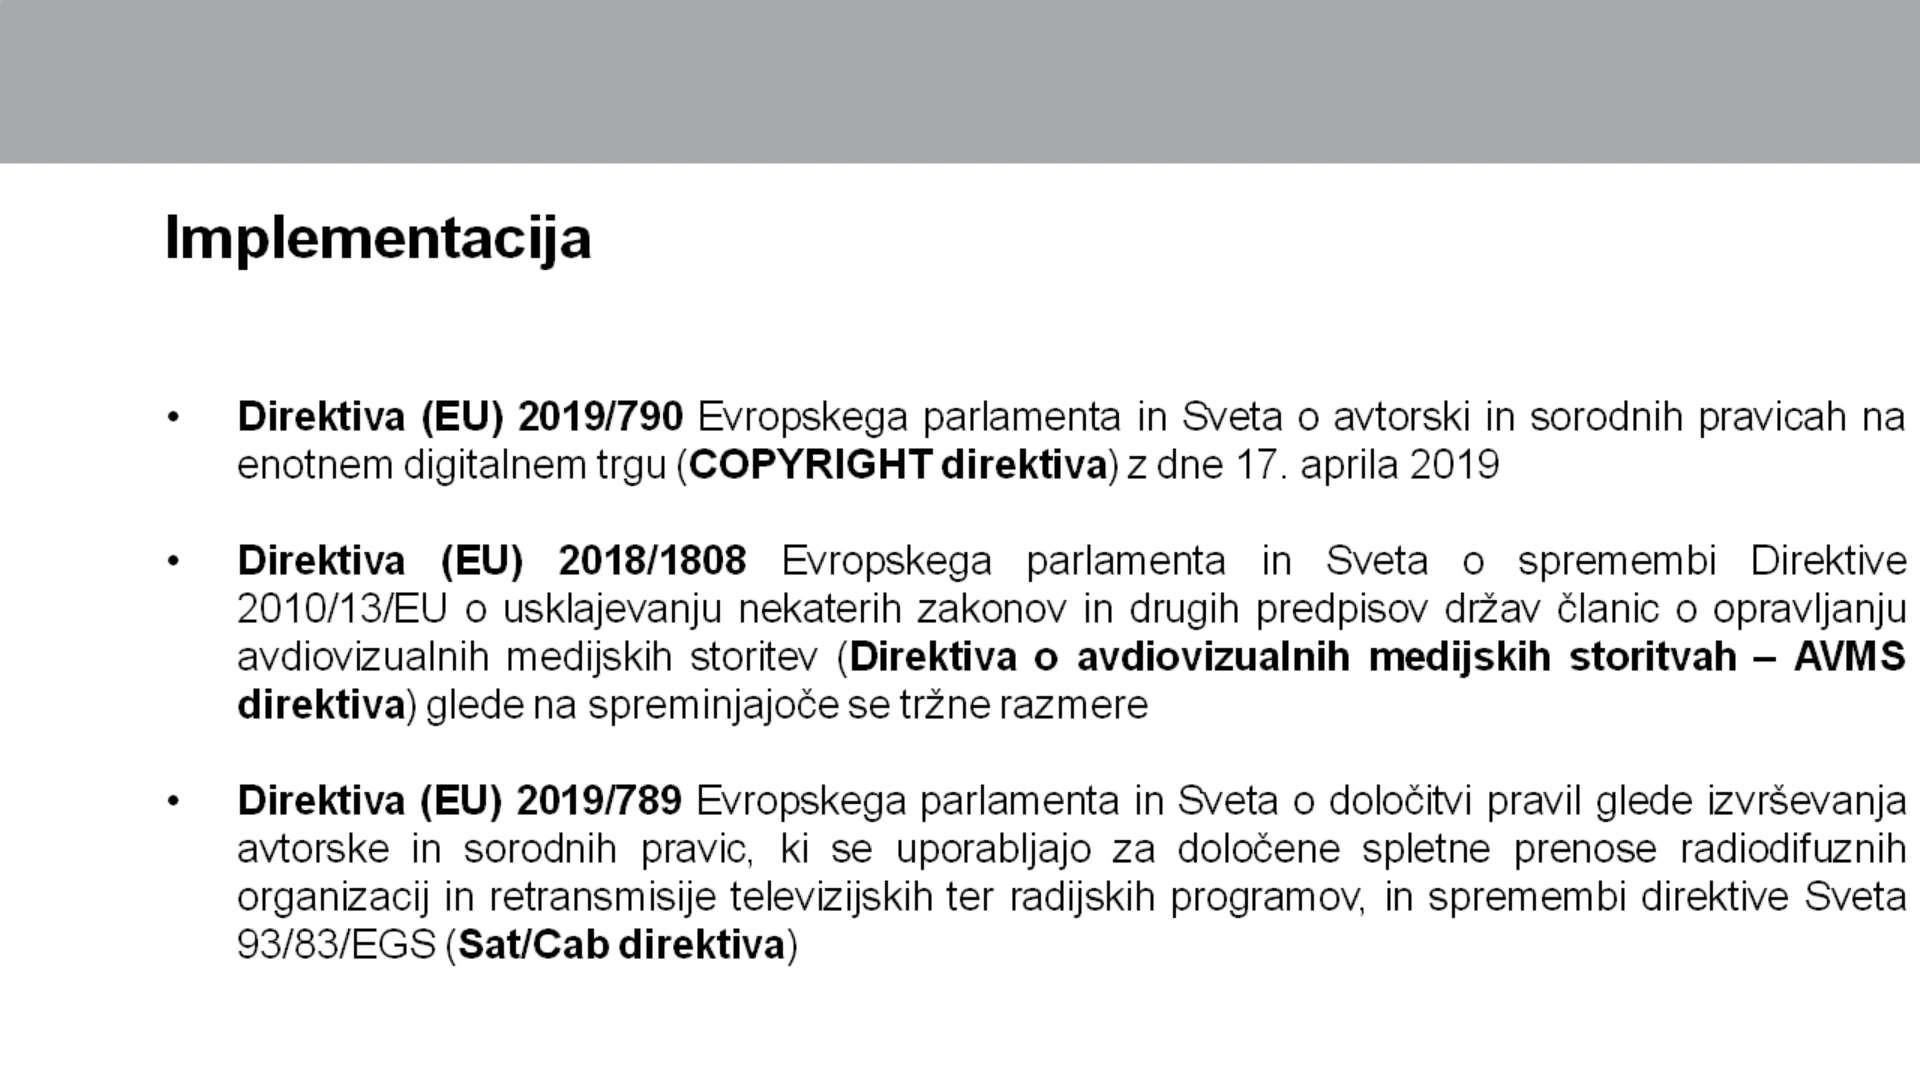 Implementacija
• Direktiva (EU) 2019/790 Evropskega parlamenta in Sveta o avtorski in sorodnih pravicah na
enotnem digitalnem trgu (COPYRIGHT direktiva) z dne 17. aprila 2019
• Direktiva (EU) 2018/1808 Evropskega parlamenta in Sveta o spremembi Direktive
2010/13/EU o usklajevanju nekaterih zakonov in drugih predpisov držav članic o opravljanju
avdiovizualnih medijskih storitev (Direktiva o avdiovizualnih medijskih storitvah – AVMS
direktiva) glede na spreminjajoče se tržne razmere
• Direktiva (EU) 2019/789 Evropskega parlamenta in Sveta o določitvi pravil glede izvrševanja
avtorske in sorodnih pravic, ki se uporabljajo za določene spletne prenose radiodifuznih
organizacij in retransmisije televizijskih ter radijskih programov, in spremembi direktive Sveta
93/83/EGS (Sat/Cab direktiva)